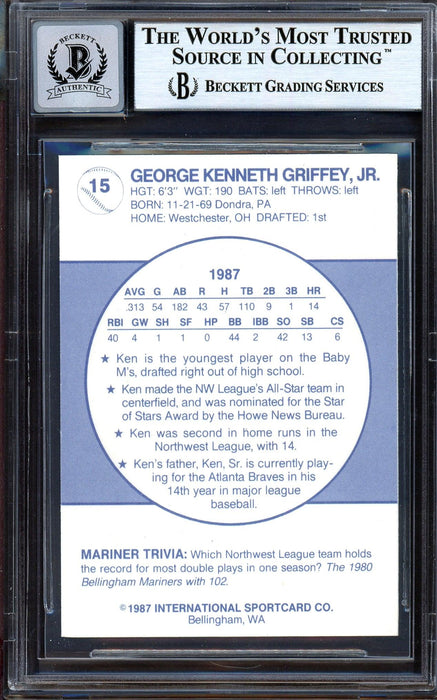 BECKETT
B
AUTHENTIC
THE WORLD'S MOST TRUSTED
SOURCE IN COLLECTING™
B BECKETT GRADING SERVICES
15
GEORGE KENNETH GRIFFEY, JR.
HGT: 6'3" WGT: 190 BATS: left THROWS: left
BORN: 11-21-69 Dondra, PA
HOME: Westchester, OH DRAFTED: 1st
1987
AVG G AB R H TB 2B 3B HR
.313 54 182 43 57 110 9 1 14
RBI GW SH SF HP BB IBB SO SB CS
40 4 1 1 0 44 2 42 13 6
★ Ken is the youngest player on the Baby
M's, drafted right out of high school.
★ Ken made the NW League's All-Star team in
centerfield, and was nominated for the Star
of Stars Award by the Howe News Bureau.
★ Ken was second in home runs in the
Northwest League, with 14.
★ Ken's father, Ken, Sr. is currently play-
ing for the Atlanta Braves in his
14th year in major league
baseball.
MARINER TRIVIA: Which Northwest League team holds
the record for most double plays in one season? The 1980
Bellingham Mariners with 102.
©1987 INTERNATIONAL SPORTCARD CO.
Bellingham, WA